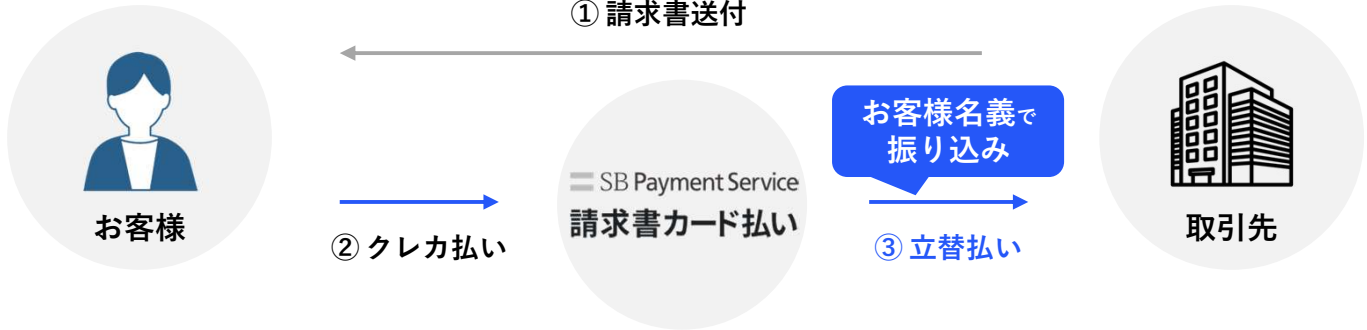 ① 請求書送付
お客様名義で
振り込み
SB Payment Service
請求書カード払い
お客様
② クレカ払い
③ 立替払い
取引先